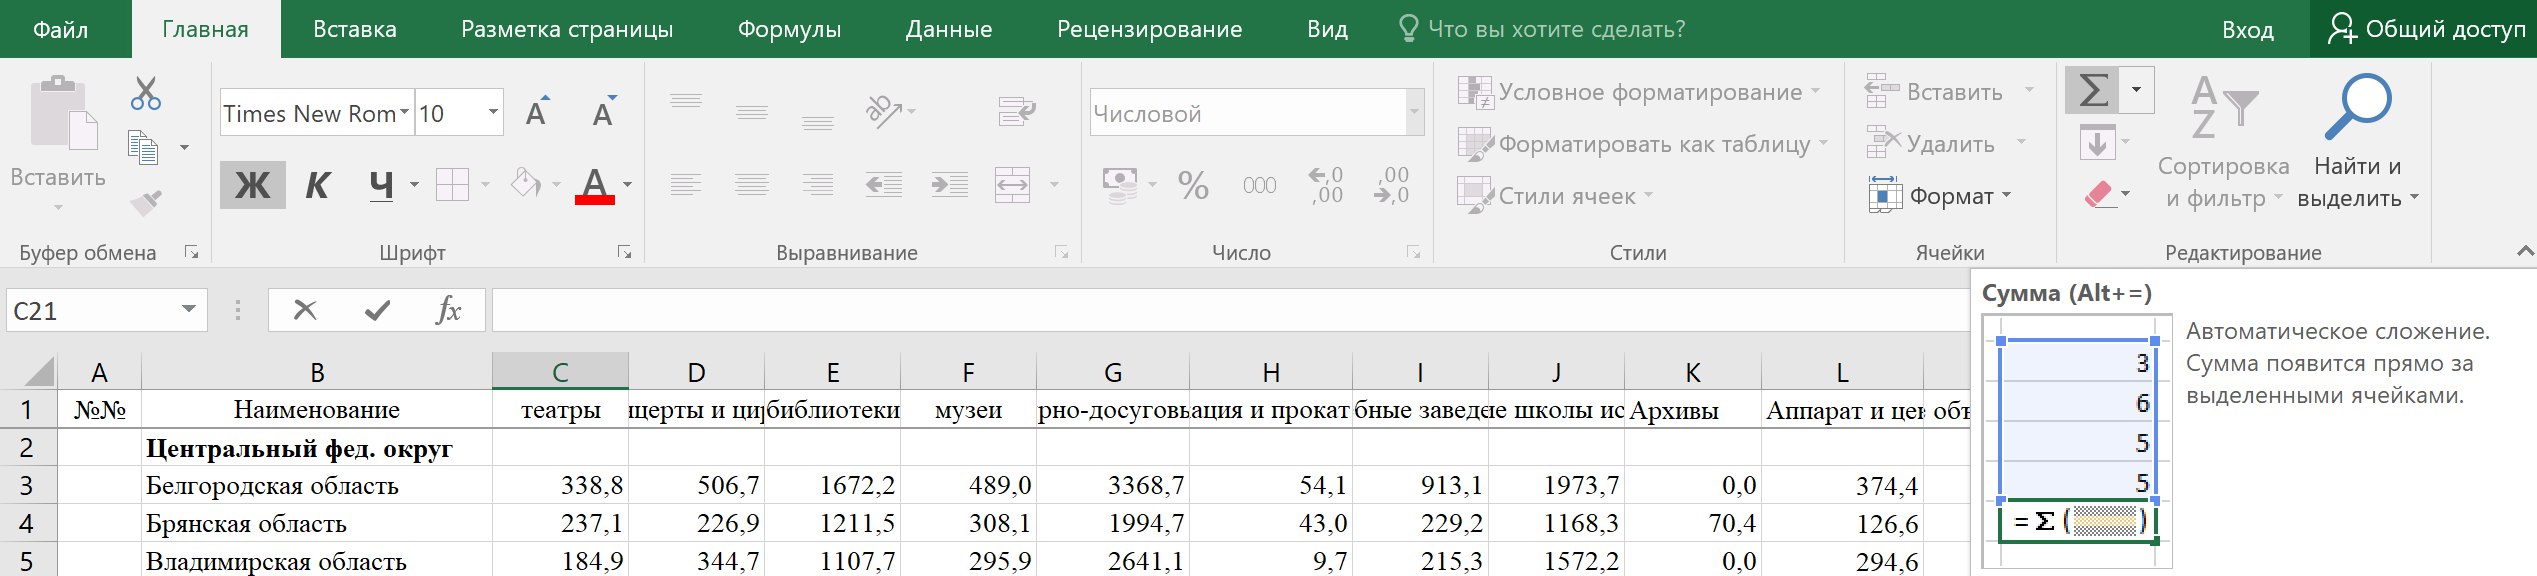 Файл Главная Вставка Разметка страницы Формулы Данные Рецензирование Вид Что вы хотите сделать? Вход Общий доступ
Вставить
Буфер обмена
Times New Rom 10 A A
Ж К Ч A
Шрифт
Выравнивание
Числовой
% 000 ,0 ,00 ,00 ,0
Число
Условное форматирование
Форматировать как таблицу
Стили ячеек
Стили
Вставить
Удалить
Формат
Ячейки
Σ
А
Z
Сортировка
и фильтр
Найти и
выделить
Редактирование
C21 fx
Сумма (Alt+=)
Автоматическое сложение.
Сумма появится прямо за
выделенными ячейками.
3
6
5
5
=Σ( )
A B C D E F G H I J K L
1 №№ Наименование театры церты и цир библиотеки музеи рно-досуговы ация и прокат бные заведе е школы ис Архивы Аппарат и цен объ
2 Центральный фед. округ
3 Белгородская область 338,8 506,7 1672,2 489,0 3368,7 54,1 913,1 1973,7 0,0 374,4
4 Брянская область 237,1 226,9 1211,5 308,1 1994,7 43,0 229,2 1168,3 70,4 126,6
5 Владимирская область 184,9 344,7 1107,7 295,9 2641,1 9,7 215,3 1572,2 0,0 294,6